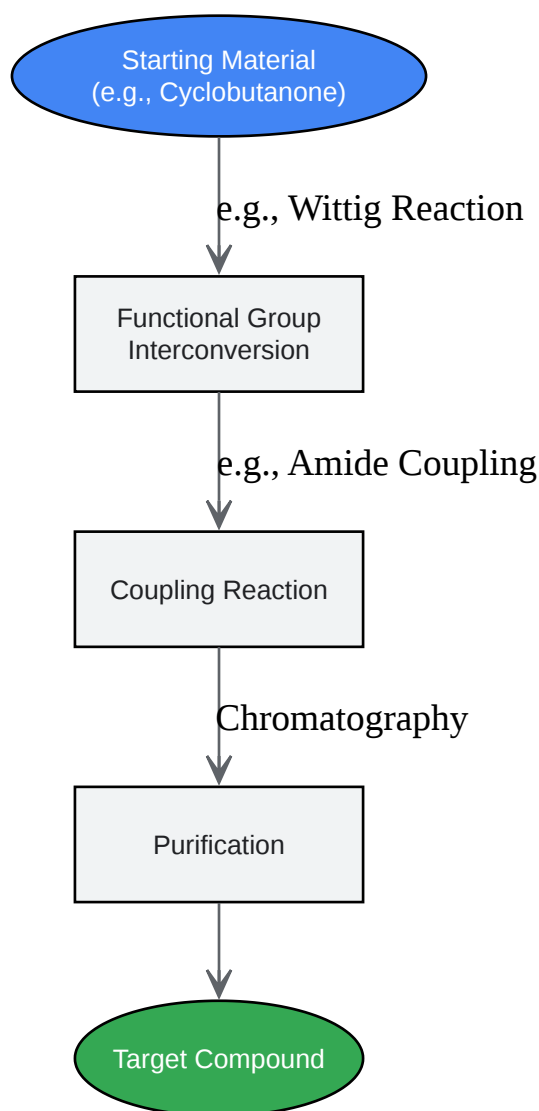 Starting Material
(e.g., Cyclobutanone)
e.g., Wittig Reaction
Functional Group
Interconversion
e.g., Amide Coupling
Coupling Reaction
Chromatography
Purification
Target Compound